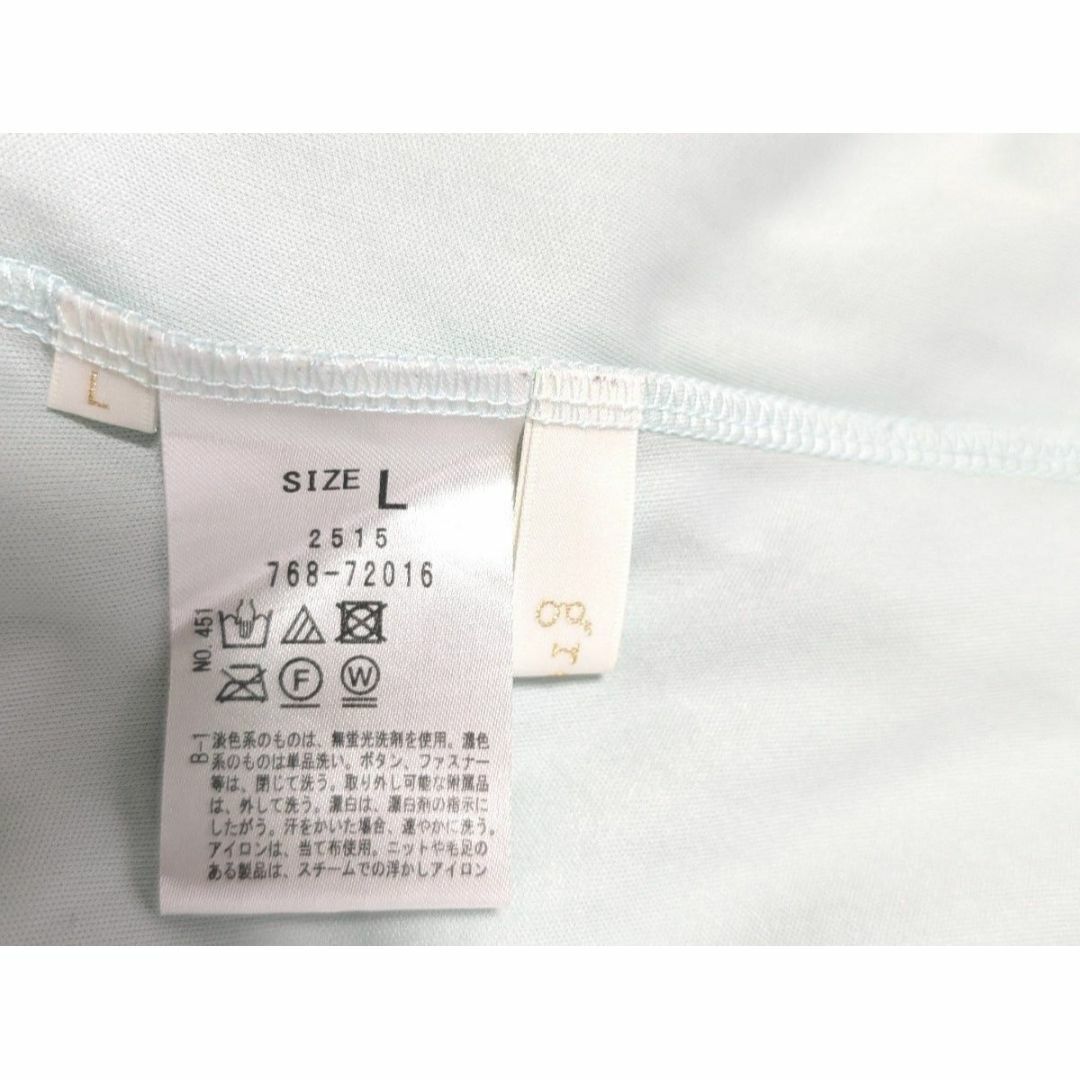 L
SIZE L
2515
768-72016
NO.451
F W
B-1
淡色系のものは、無蛍光洗剤を使用。濃色
系のものは単品洗い。ボタン、ファスナー
等は、閉じて洗う。取り外し可能な附属品
は、外して洗う。漂白は、漂白剤の指示に
したがう。汗をかいた場合、速やかに洗う。
アイロンは、当て布使用。ニットや毛足の
ある製品は、スチームでの浮かしアイロン